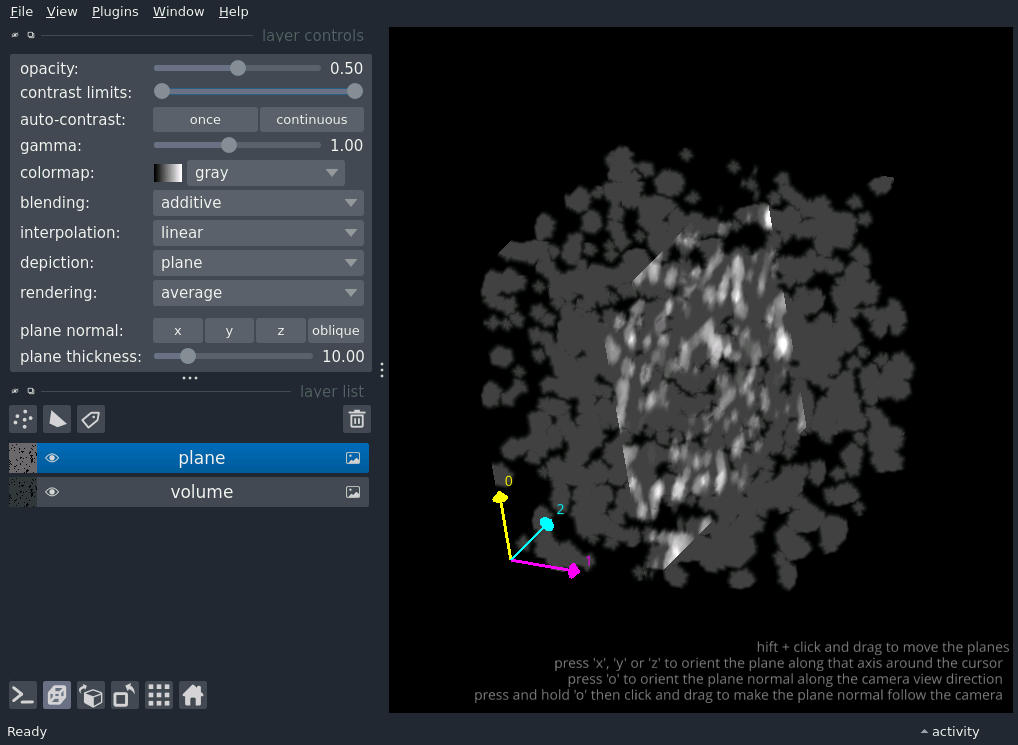 File View Plugins Window Help
layer controls
opacity: 0.50
contrast limits:
auto-contrast: once continuous
gamma: 1.00
colormap: gray
blending: additive
interpolation: linear
depiction: plane
rendering: average
plane normal: x y z oblique
plane thickness: 10.00
layer list
plane
volume
0
2
1
hift + click and drag to move the planes
press 'x', 'y' or 'z' to orient the plane along that axis around the cursor
press 'o' to orient the plane normal along the camera view direction
press and hold 'o' then click and drag to make the plane normal follow the camera
Ready activity